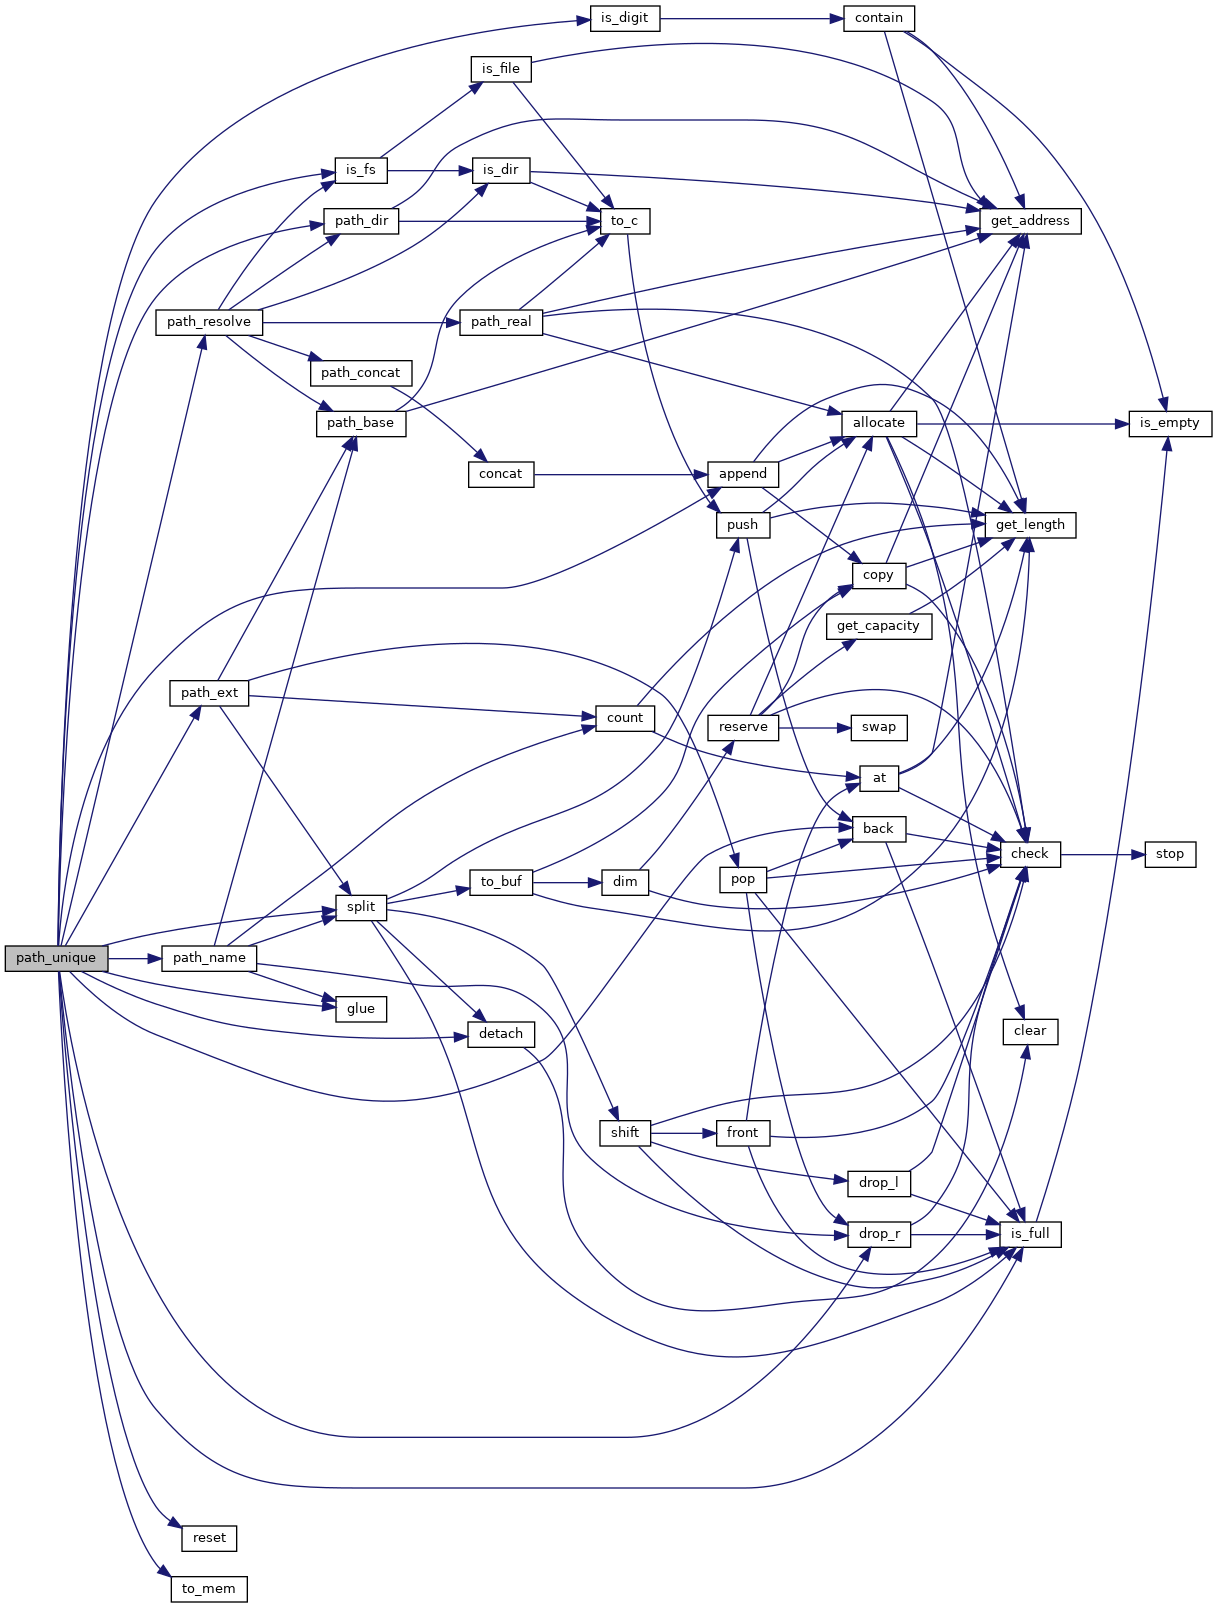 is_digit
contain
is_file
is_fs
is_dir
path_dir
to_c
get_address
path_resolve
path_real
path_concat
path_base
allocate
is_empty
concat
append
push
get_length
copy
get_capacity
path_ext
count
reserve
swap
at
back
check
stop
to_buf
dim
pop
split
path_unique
path_name
glue
detach
clear
shift
front
drop_l
drop_r
is_full
reset
to_mem